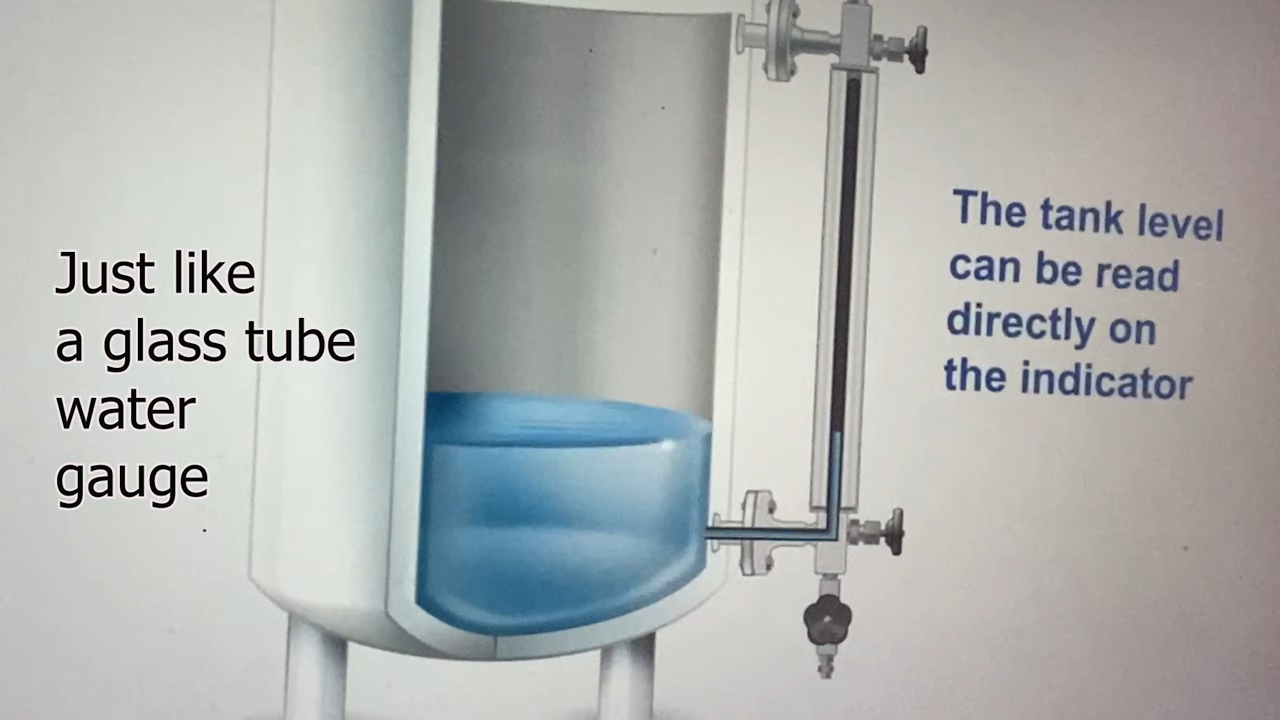 Just like
a glass tube
water
gauge
The tank level
can be read
directly on
the indicator